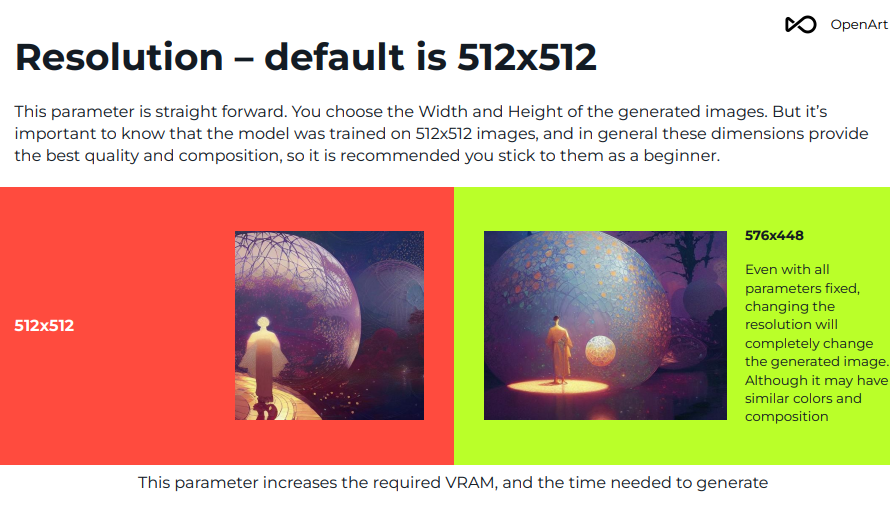 OpenArt
Resolution – default is 512x512
This parameter is straight forward. You choose the Width and Height of the generated images. But it's
important to know that the model was trained on 512x512 images, and in general these dimensions provide
the best quality and composition, so it is recommended you stick to them as a beginner.
512x512
576x448
Even with all
parameters fixed,
changing the
resolution will
completely change
the generated image.
Although it may have
similar colors and
composition
This parameter increases the required VRAM, and the time needed to generate